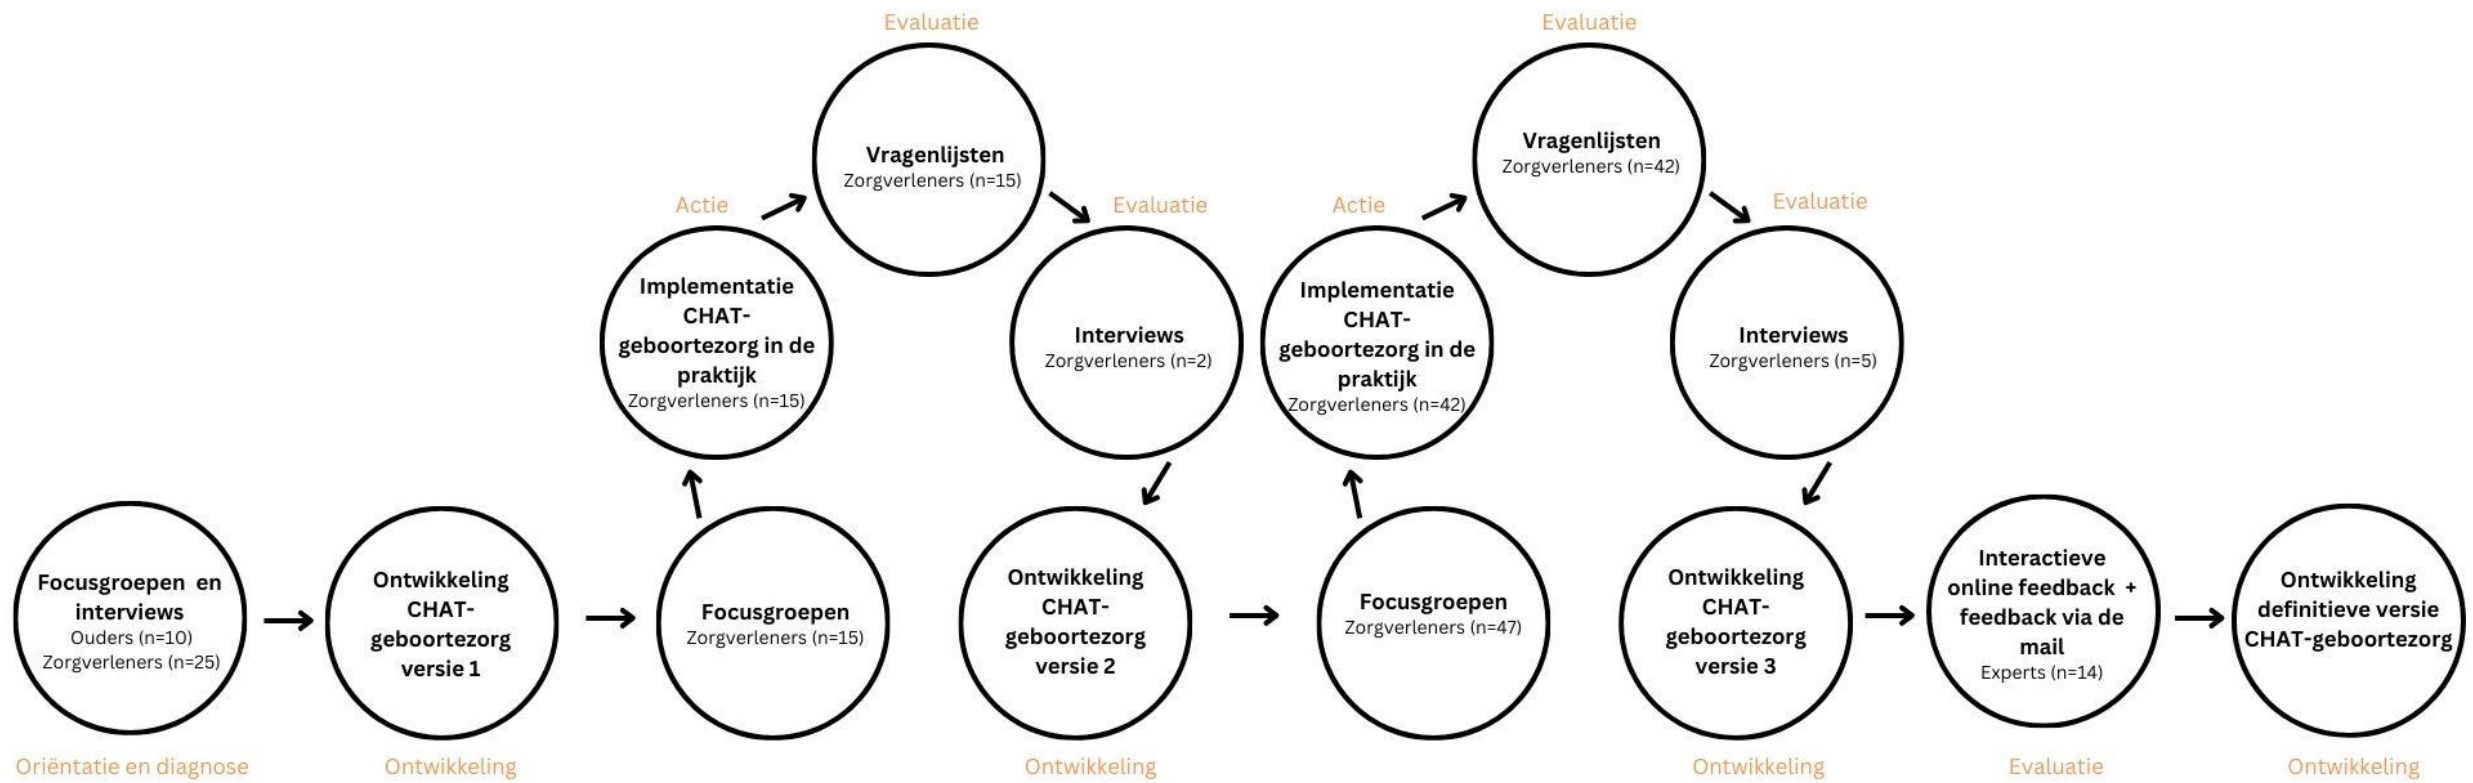 Oriëntatie en diagnose
Focusgroepen en
interviews
Ouders (n=10)
Zorgverleners (n=25)
Ontwikkeling
Ontwikkeling
CHAT-
geboortezorg
versie 1
Focusgroepen
Zorgverleners (n=15)
Actie
Implementatie
CHAT-
geboortezorg in de
praktijk
Zorgverleners (n=15)
Evaluatie
Vragenlijsten
Zorgverleners (n=15)
Evaluatie
Interviews
Zorgverleners (n=2)
Ontwikkeling
CHAT-
geboortezorg
versie 2
Ontwikkeling
Focusgroepen
Zorgverleners (n=47)
Actie
Implementatie
CHAT-
geboortezorg in de
praktijk
Zorgverleners (n=42)
Evaluatie
Vragenlijsten
Zorgverleners (n=42)
Evaluatie
Interviews
Zorgverleners (n=5)
Ontwikkeling
CHAT-
geboortezorg
versie 3
Ontwikkeling
Interactieve
online feedback +
feedback via de
mail
Experts (n=14)
Evaluatie
Ontwikkeling
definitieve versie
CHAT-geboortezorg
Ontwikkeling